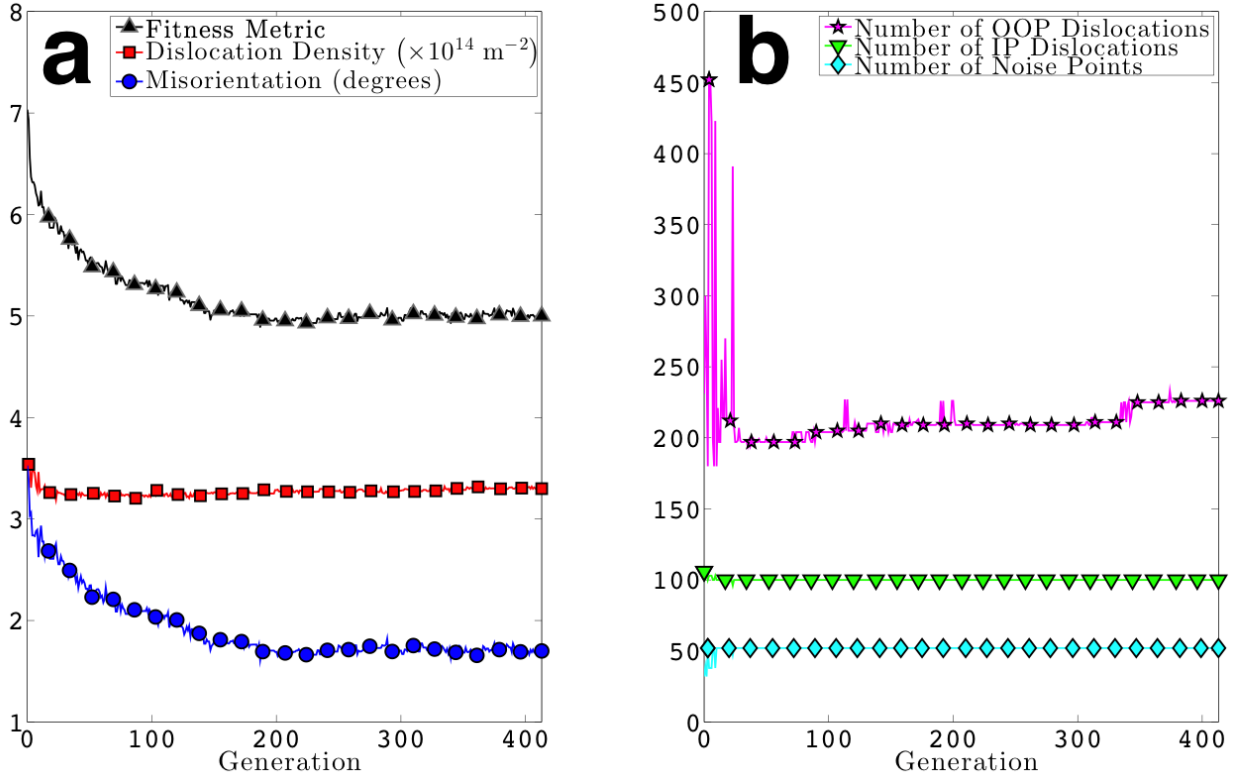 a
Fitness Metric
Dislocation Density (×10¹⁴ m⁻²)
Misorientation (degrees)
8
7
6
5
4
3
2
1
0 100 200 300 400
Generation
b
Number of OOP Dislocations
Number of IP Dislocations
Number of Noise Points
500
450
400
350
300
250
200
150
100
50
0
0 100 200 300 400
Generation